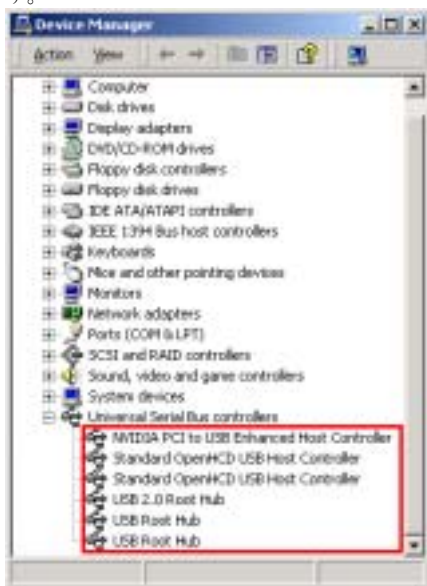 )。
Device Manager
Action View
Computer
Disk drives
Display adapters
DVD/CD-ROM drives
Floppy disk controllers
Floppy disk drives
IDE ATA/ATAPI controllers
IEEE 1394 Bus host controllers
Keyboards
Mice and other pointing devices
Monitors
Network adapters
Ports (COM & LPT)
SCSI and RAID controllers
Sound, video and game controllers
System devices
Universal Serial Bus controllers
NVIDIA PCI to USB Enhanced Host Controller
Standard OpenHCD USB Host Controller
Standard OpenHCD USB Host Controller
USB 2.0 Root Hub
USB Root Hub
USB Root Hub